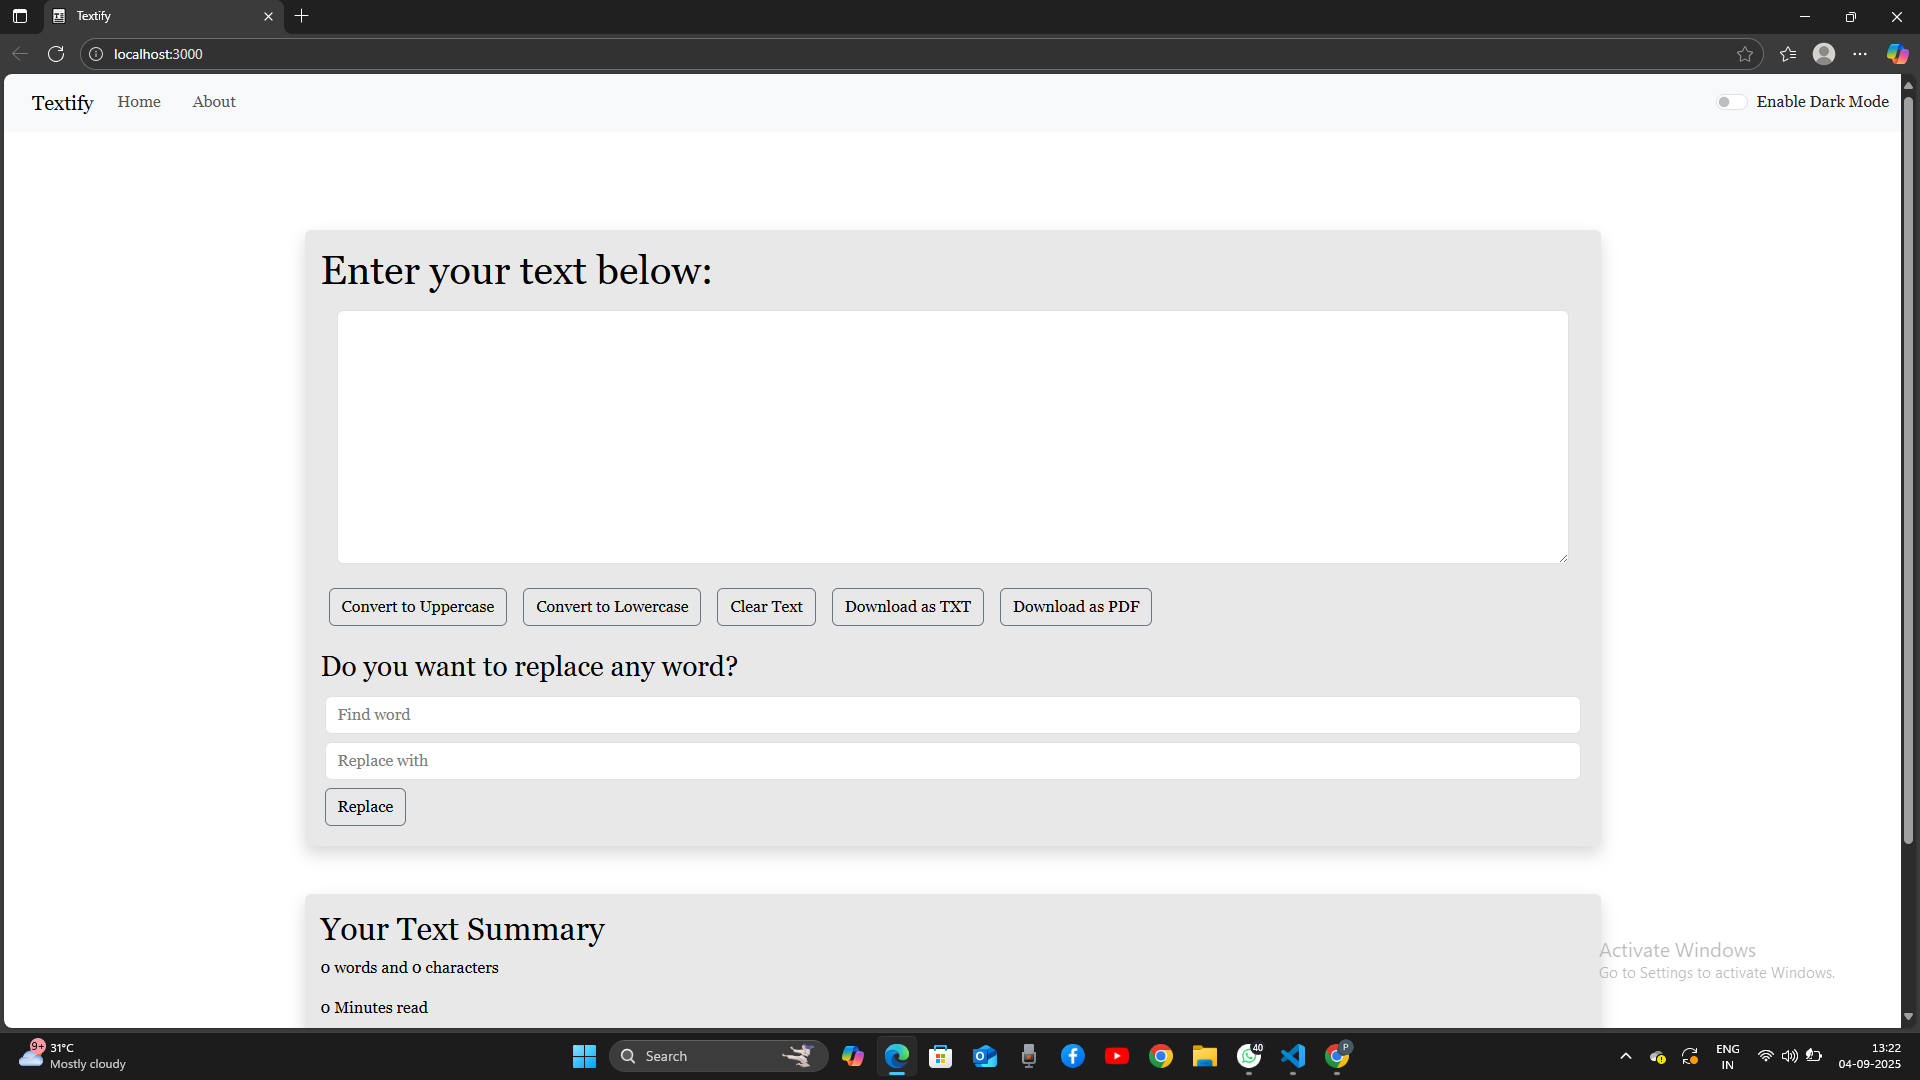 Textify
localhost:3000
Textify Home About Enable Dark Mode
Enter your text below:
Convert to Uppercase Convert to Lowercase Clear Text Download as TXT Download as PDF
Do you want to replace any word?
Find word
Replace with
Replace
Your Text Summary
0 words and 0 characters
0 Minutes read
Activate Windows
Go to Settings to activate Windows.
9+ 31°C
Mostly cloudy
Search
40
P
ENG
IN
13:22
04-09-2025